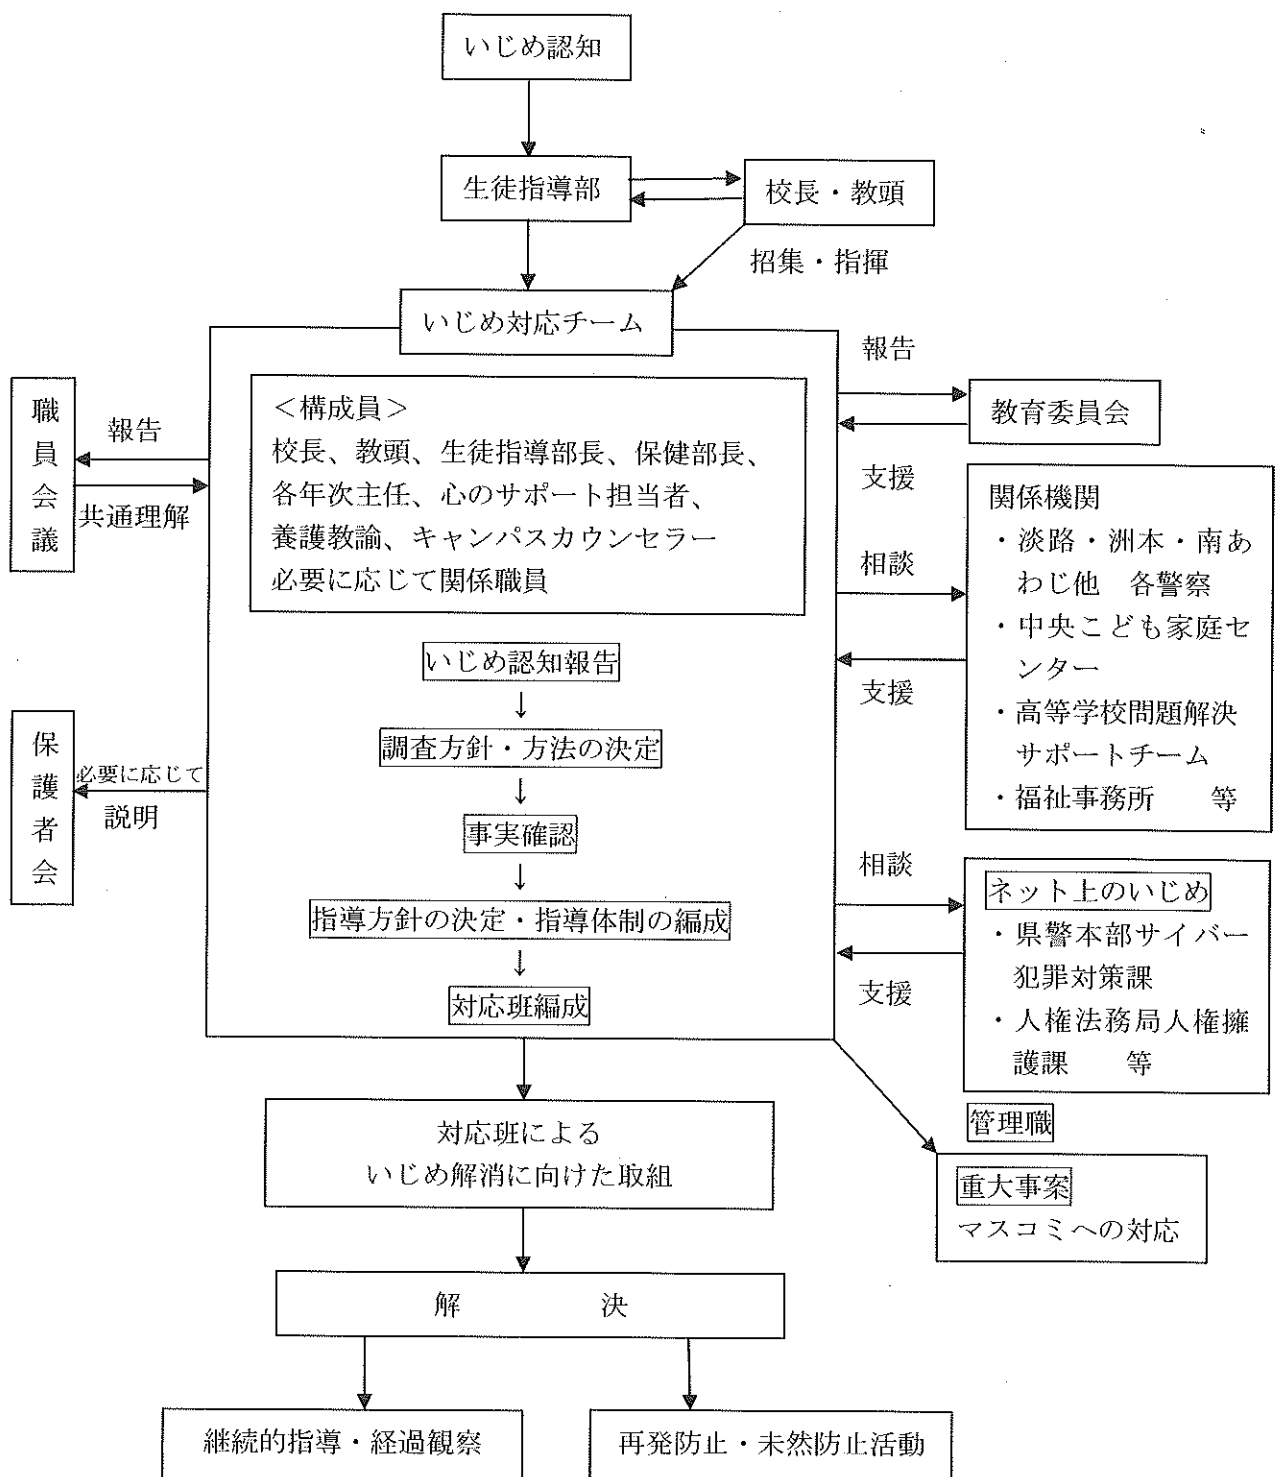 いじめ認知
生徒指導部
校長・教頭
招集・指揮
いじめ対応チーム
＜構成員＞
校長、教頭、生徒指導部長、保健部長、
各年次主任、心のサポート担当者、
養護教諭、キャンパスカウンセラー
必要に応じて関係職員
いじめ認知報告
↓
調査方針・方法の決定
↓
事実確認
↓
指導方針の決定・指導体制の編成
↓
対応班編成
職員会議
報告
共通理解
保護者会
必要に応じて
説明
報告
教育委員会
支援
相談
支援
関係機関
・淡路・洲本・南あ
わじ他　各警察
・中央こども家庭セ
ンター
・高等学校問題解決
サポートチーム
・福祉事務所　　等
相談
支援
ネット上のいじめ
・県警本部サイバー
犯罪対策課
・人権法務局人権擁
護課　　等
管理職
重大事案
マスコミへの対応
対応班による
いじめ解消に向けた取組
解　　　　決
継続的指導・経過観察
再発防止・未然防止活動